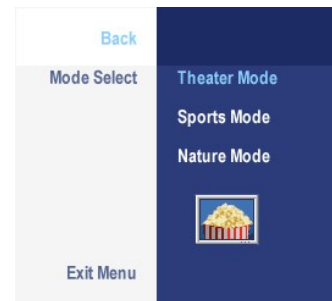 Back
Mode Select
Theater Mode
Sports Mode
Nature Mode
Exit Menu